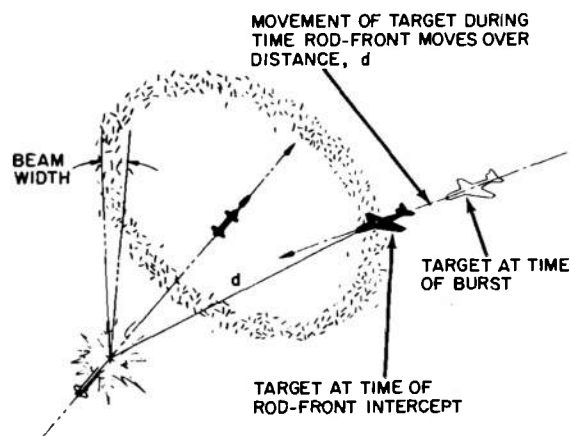 MOVEMENT OF TARGET DURING
TIME ROD-FRONT MOVES OVER
DISTANCE, d
BEAM
WIDTH
d
TARGET AT TIME
OF BURST
TARGET AT TIME OF
ROD-FRONT INTERCEPT